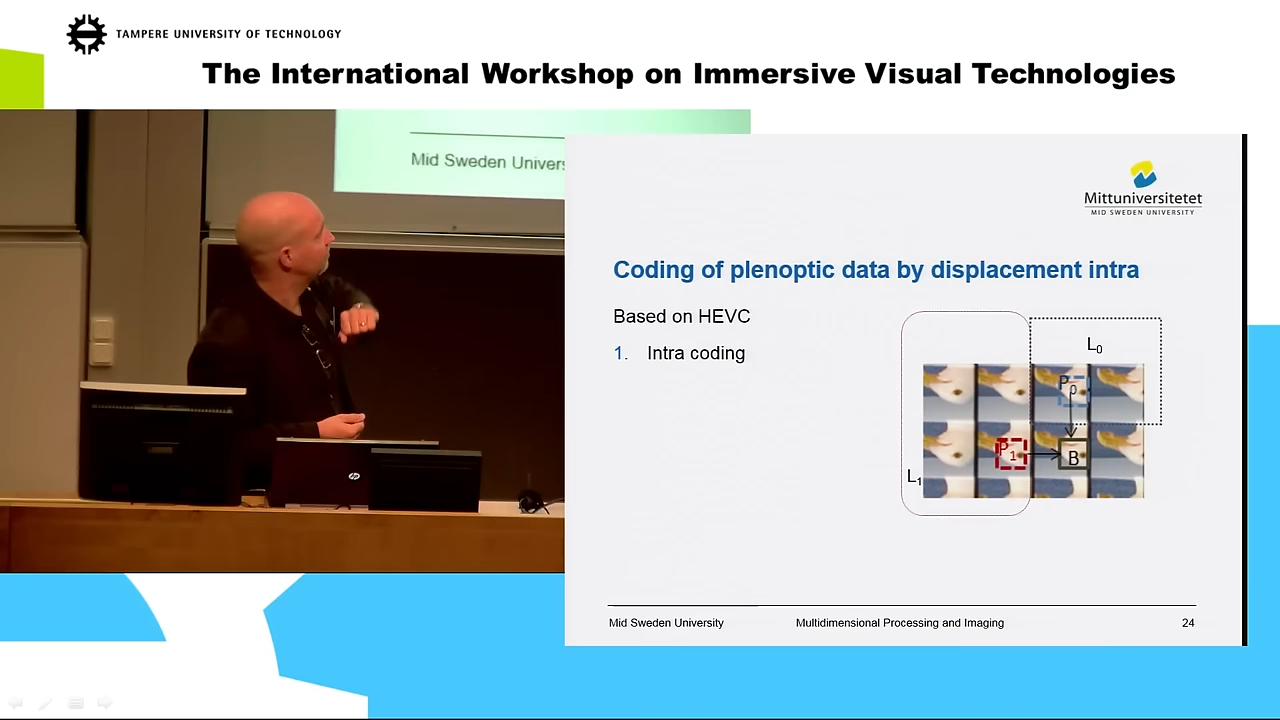 TAMPERE UNIVERSITY OF TECHNOLOGY
The International Workshop on Immersive Visual Technologies
Mid Sweden Univers
hp
Mittuniversitetet
MID SWEDEN UNIVERSITY
Coding of plenoptic data by displacement intra
Based on HEVC
1. Intra coding
L0
P0
P1
B
L1
Mid Sweden University Multidimensional Processing and Imaging 24